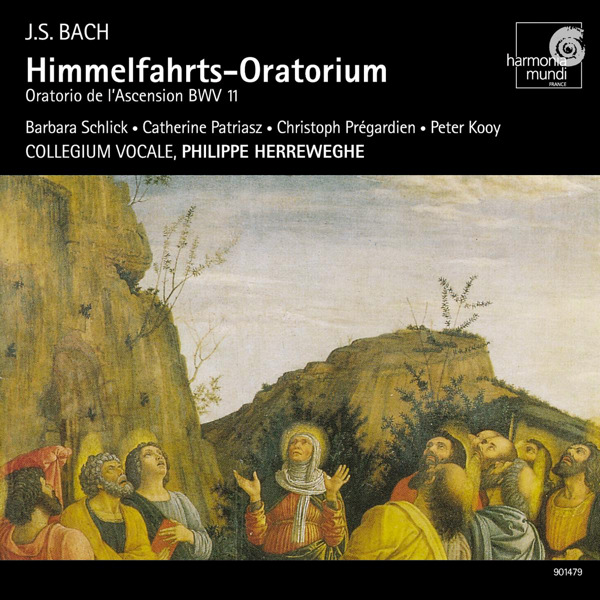 J.S. BACH
Himmelfahrts-Oratorium
Oratorio de l'Ascension BWV 11
Barbara Schlick • Catherine Patriasz • Christoph Prégardien • Peter Kooy
COLLEGIUM VOCALE, PHILIPPE HERREWEGHE
harmonia
mundi
FRANCE
901479